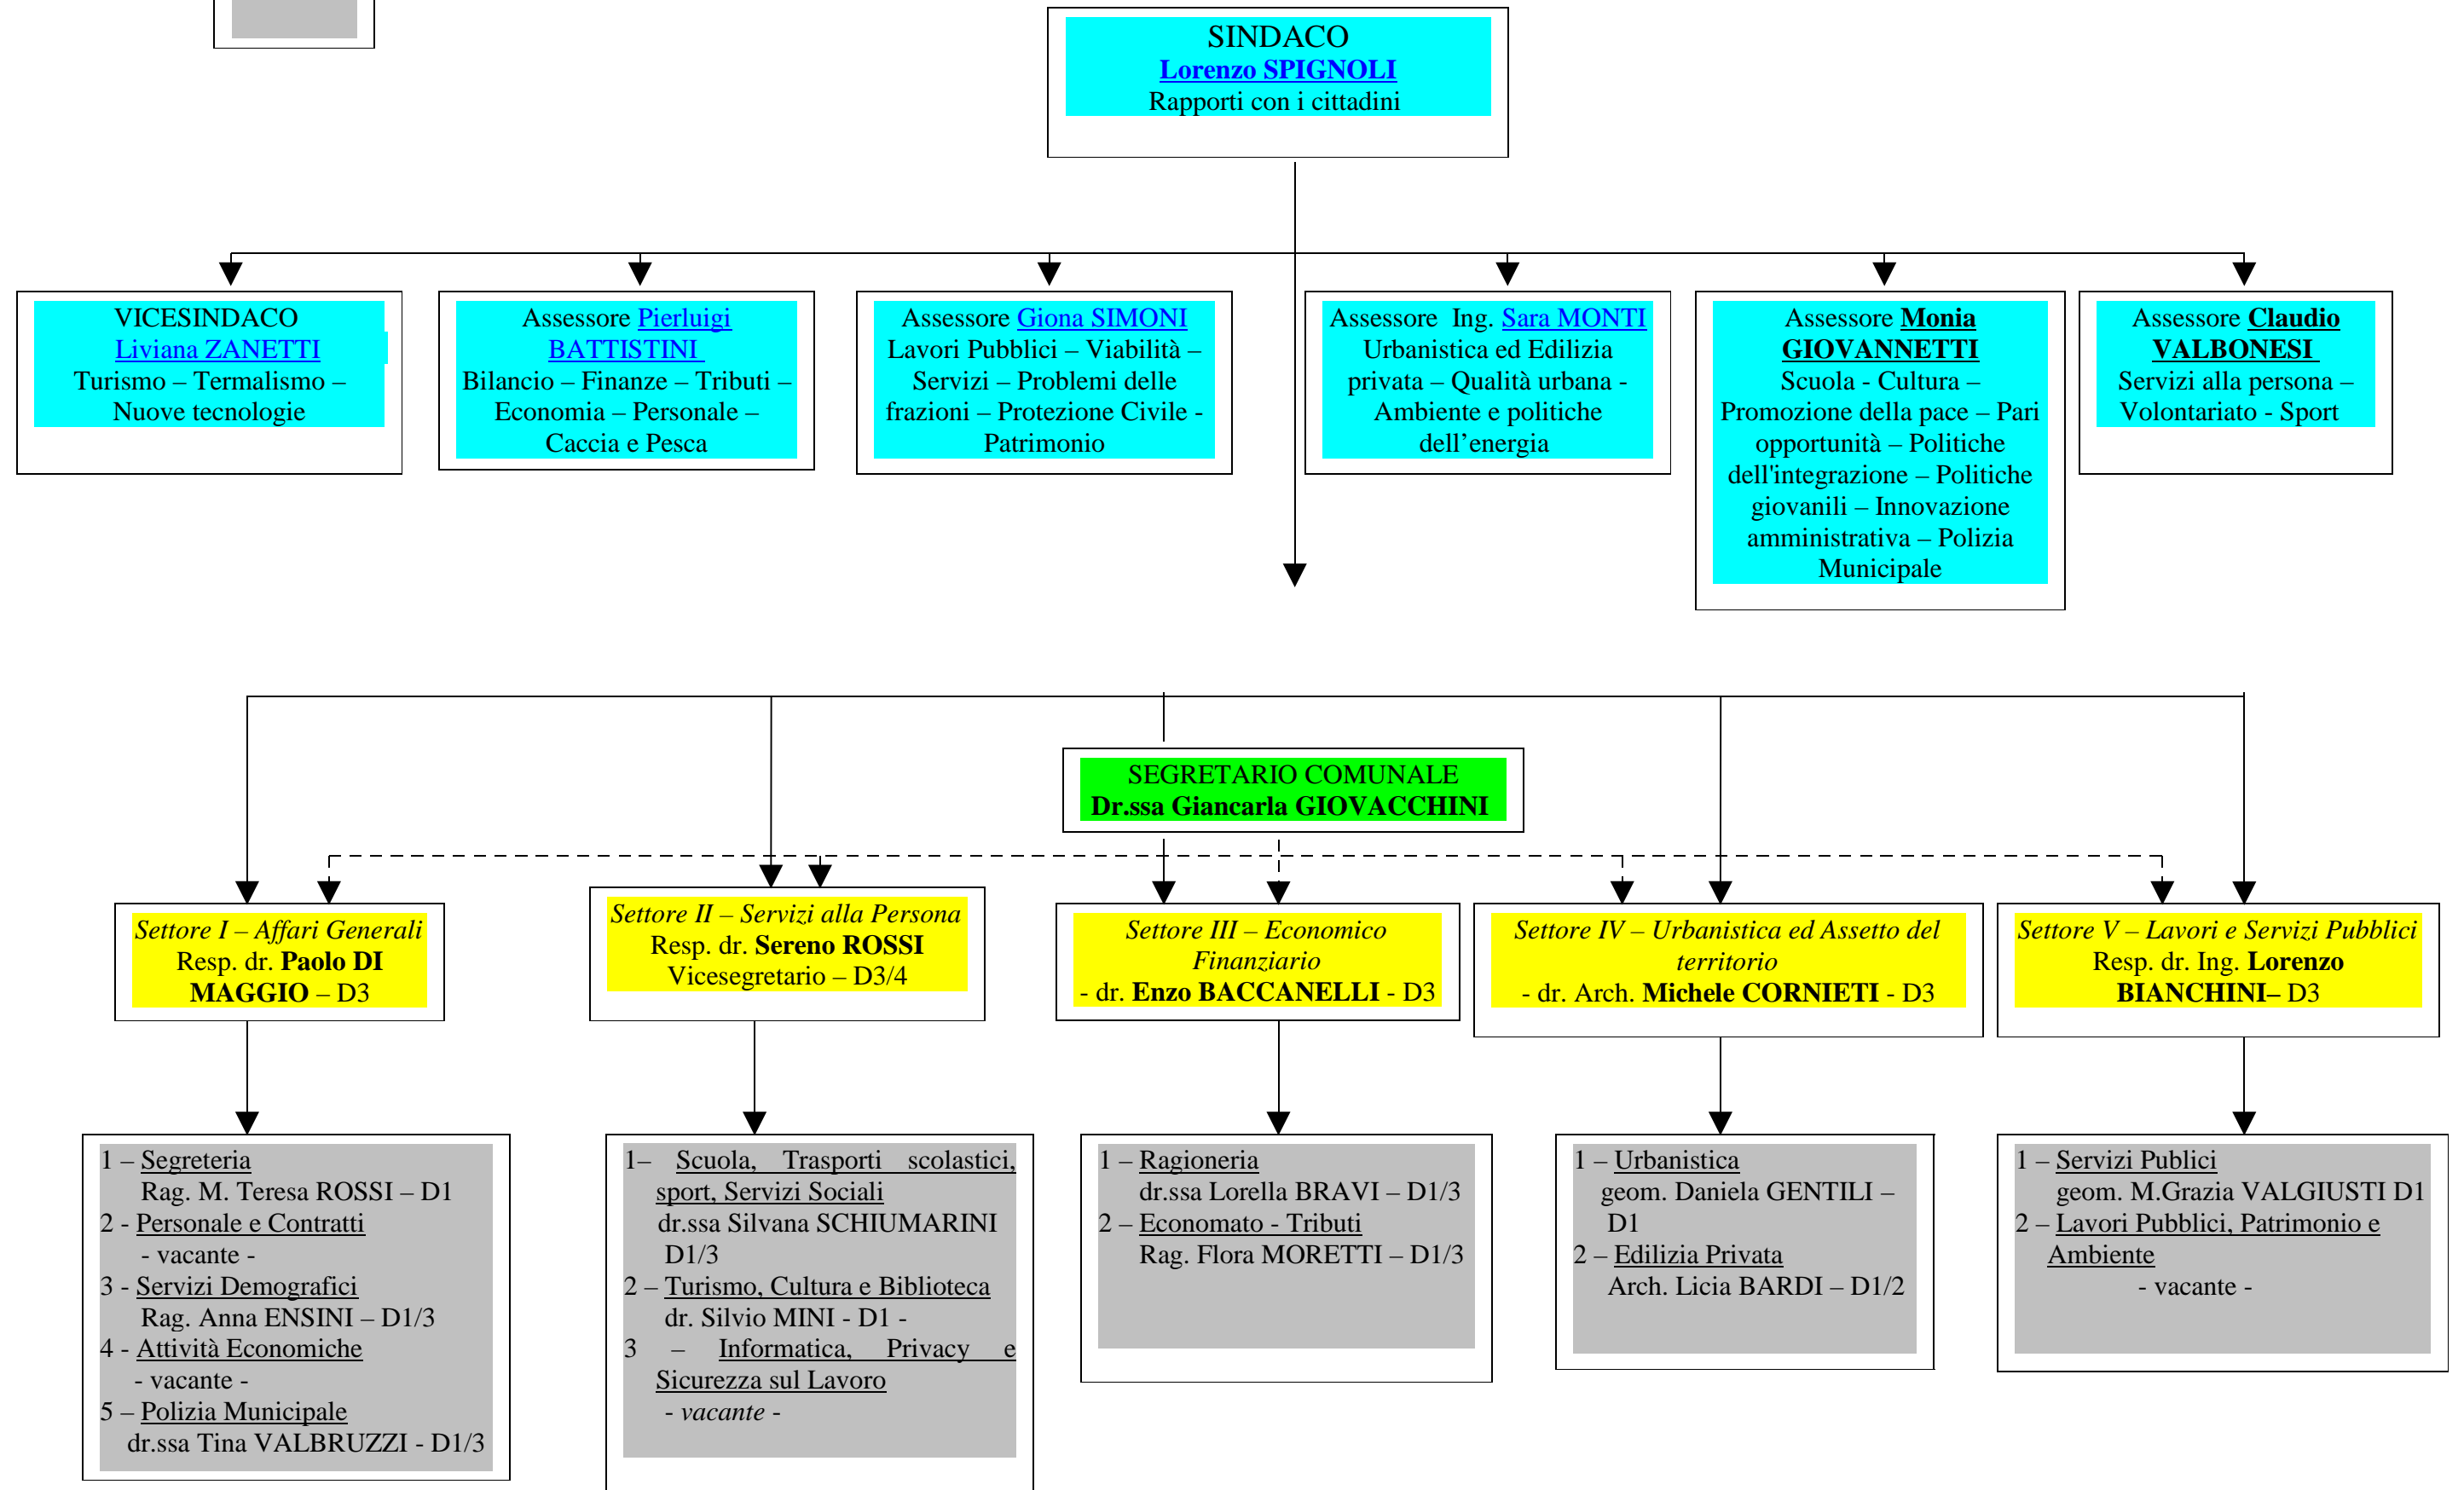 SINDACO
Lorenzo SPIGNOLI
Rapporti con i cittadini
VICESINDACO
Liviana ZANETTI
Turismo – Termalismo –
Nuove tecnologie
Assessore Pierluigi
BATTISTINI
Bilancio – Finanze – Tributi –
Economia – Personale –
Caccia e Pesca
Assessore Giona SIMONI
Lavori Pubblici – Viabilità –
Servizi – Problemi delle
frazioni – Protezione Civile -
Patrimonio
Assessore Ing. Sara MONTI
Urbanistica ed Edilizia
privata – Qualità urbana -
Ambiente e politiche
dell’energia
Assessore Monia
GIOVANNETTI
Scuola - Cultura –
Promozione della pace – Pari
opportunità – Politiche
dell'integrazione – Politiche
giovanili – Innovazione
amministrativa – Polizia
Municipale
Assessore Claudio
VALBONESI
Servizi alla persona –
Volontariato - Sport
SEGRETARIO COMUNALE
Dr.ssa Giancarla GIOVACCHINI
Settore I – Affari Generali
Resp. dr. Paolo DI
MAGGIO – D3
Settore II – Servizi alla Persona
Resp. dr. Sereno ROSSI
Vicesegretario – D3/4
Settore III – Economico
Finanziario
- dr. Enzo BACCANELLI - D3
Settore IV – Urbanistica ed Assetto del
territorio
- dr. Arch. Michele CORNIETI - D3
Settore V – Lavori e Servizi Pubblici
Resp. dr. Ing. Lorenzo
BIANCHINI– D3
1 – Segreteria
Rag. M. Teresa ROSSI – D1
2 - Personale e Contratti
- vacante -
3 - Servizi Demografici
Rag. Anna ENSINI – D1/3
4 - Attività Economiche
- vacante -
5 – Polizia Municipale
dr.ssa Tina VALBRUZZI - D1/3
1– Scuola, Trasporti scolastici,
sport, Servizi Sociali
dr.ssa Silvana SCHIUMARINI
D1/3
2 – Turismo, Cultura e Biblioteca
dr. Silvio MINI - D1 -
3 – Informatica, Privacy e
Sicurezza sul Lavoro
- vacante -
1 – Ragioneria
dr.ssa Lorella BRAVI – D1/3
2 – Economato - Tributi
Rag. Flora MORETTI – D1/3
1 – Urbanistica
geom. Daniela GENTILI –
D1
2 – Edilizia Privata
Arch. Licia BARDI – D1/2
1 – Servizi Publici
geom. M.Grazia VALGIUSTI D1
2 – Lavori Pubblici, Patrimonio e
Ambiente
- vacante -